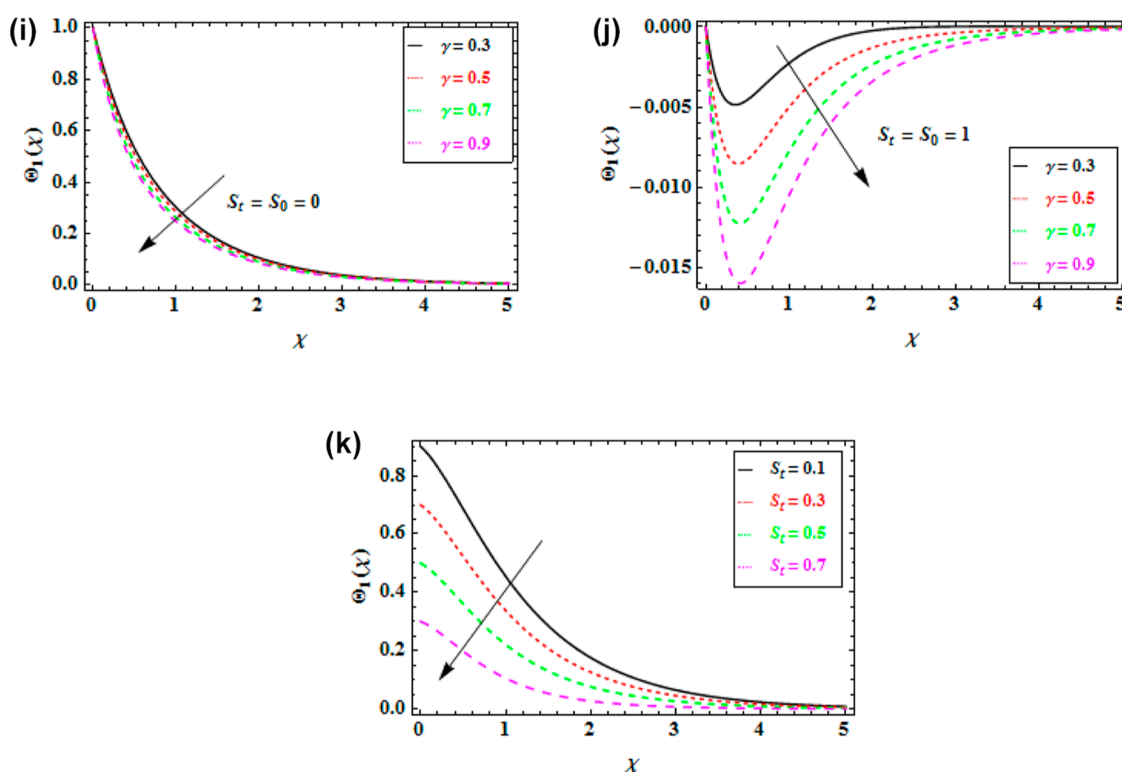 (i)
1.0
0.8
0.6
0.4
0.2
0.0
Θ₁(χ)
γ = 0.3
γ = 0.5
γ = 0.7
γ = 0.9
Sₜ = S₀ = 0
0 1 2 3 4 5
χ
(j)
0.000
−0.005
−0.010
−0.015
Θ₁(χ)
Sₜ = S₀ = 1
γ = 0.3
γ = 0.5
γ = 0.7
γ = 0.9
0 1 2 3 4 5
χ
(k)
0.8
0.6
0.4
0.2
0.0
Θ₁(χ)
Sₜ = 0.1
Sₜ = 0.3
Sₜ = 0.5
Sₜ = 0.7
0 1 2 3 4 5
χ